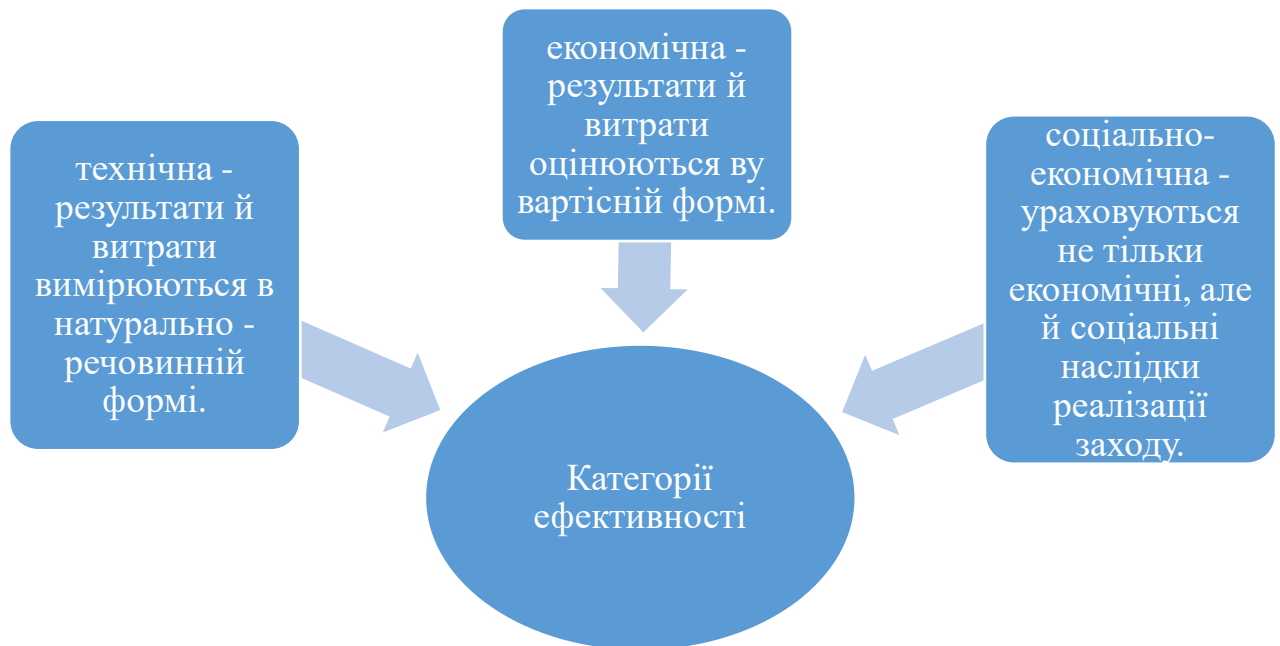 економічна -
результати й
витрати
оцінюються ву
вартісній формі.
технічна -
результати й
витрати
вимірюються в
натурально -
речовинній
формі.
соціально-
економічна -
ураховуються
не тільки
економічні, але
й соціальні
наслідки
реалізації
заходу.
Категорії
ефективності